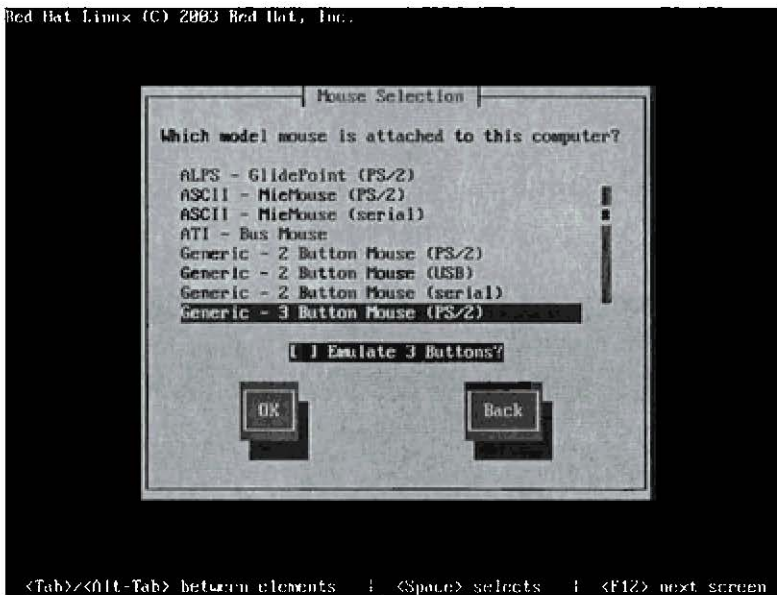 Red Hat Linux (C) 2003 Red Hat, Inc.
Mouse Selection
Which model mouse is attached to this computer?
ALPS - GlidePoint (PS/2)
ASCII - MieMouse (PS/2)
ASCII - MieMouse (serial)
ATI - Bus Mouse
Generic - 2 Button Mouse (PS/2)
Generic - 2 Button Mouse (USB)
Generic - 2 Button Mouse (serial)
Generic - 3 Button Mouse (PS/2)
[ ] Emulate 3 Buttons?
OK Back
<Tab>/<Alt-Tab> between elements | <Space> selects | <F12> next screen